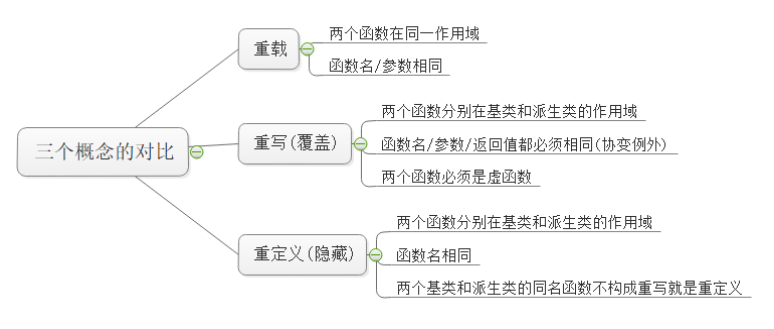 三个概念的对比
重载
两个函数在同一作用域
函数名/参数相同
重写(覆盖)
两个函数分别在基类和派生类的作用域
函数名/参数/返回值都必须相同(协变例外)
两个函数必须是虚函数
重定义(隐藏)
两个函数分别在基类和派生类的作用域
函数名相同
两个基类和派生类的同名函数不构成重写就是重定义